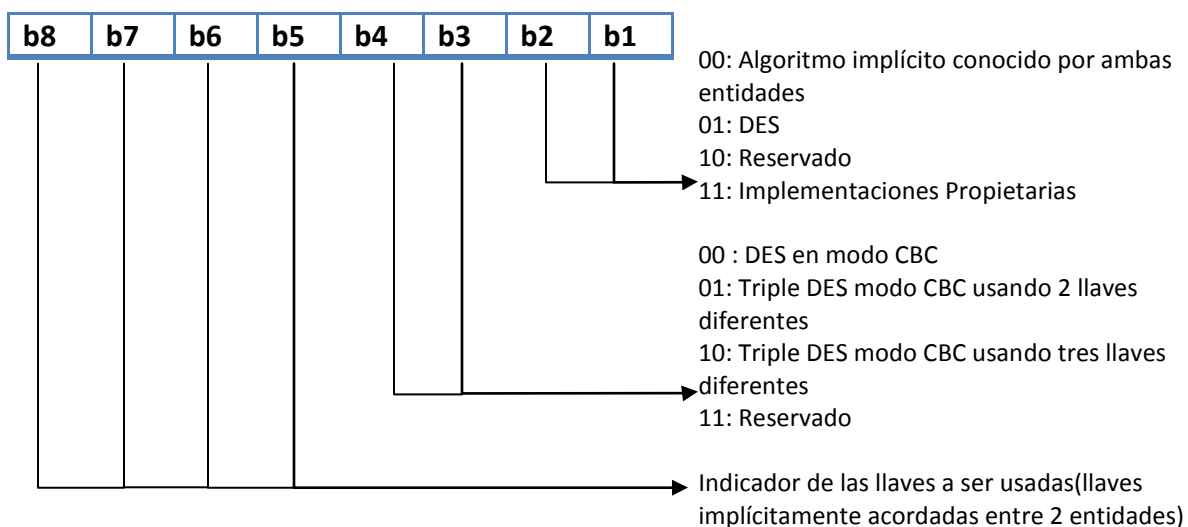 b8 b7 b6 b5 b4 b3 b2 b1
00: Algoritmo implícito conocido por ambas
entidades
01: DES
10: Reservado
11: Implementaciones Propietarias
00 : DES en modo CBC
01: Triple DES modo CBC usando 2 llaves
diferentes
10: Triple DES modo CBC usando tres llaves
diferentes
11: Reservado
Indicador de las llaves a ser usadas(llaves
implícitamente acordadas entre 2 entidades)